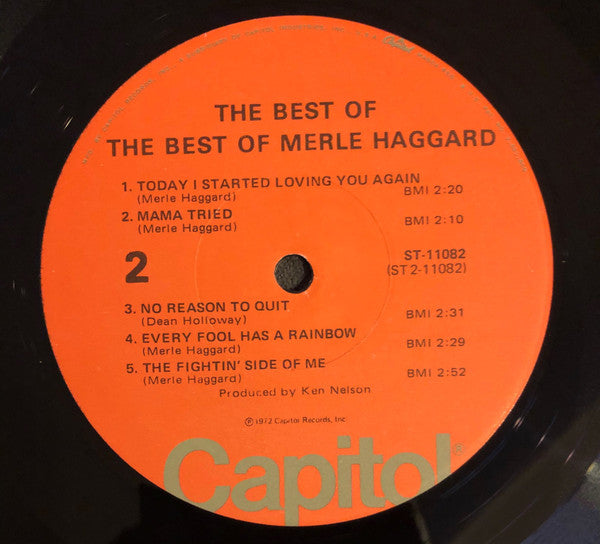 THE BEST OF
THE BEST OF MERLE HAGGARD
1. TODAY I STARTED LOVING YOU AGAIN
(Merle Haggard) BMI 2:20
2. MAMA TRIED
(Merle Haggard) BMI 2:10
2
ST-11082
(ST 2-11082)
3. NO REASON TO QUIT
(Dean Holloway) BMI 2:31
4. EVERY FOOL HAS A RAINBOW
(Merle Haggard) BMI 2:29
5. THE FIGHTIN' SIDE OF ME
(Merle Haggard) BMI 2:52
Produced by Ken Nelson
℗ 1972 Capitol Records, Inc
Capitol®